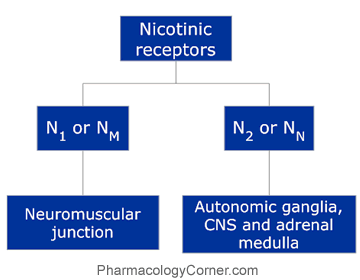 Nicotinic
receptors
N1 or NM
N2 or NN
Neuromuscular
junction
Autonomic ganglia,
CNS and adrenal
medulla
PharmacologyCorner.com